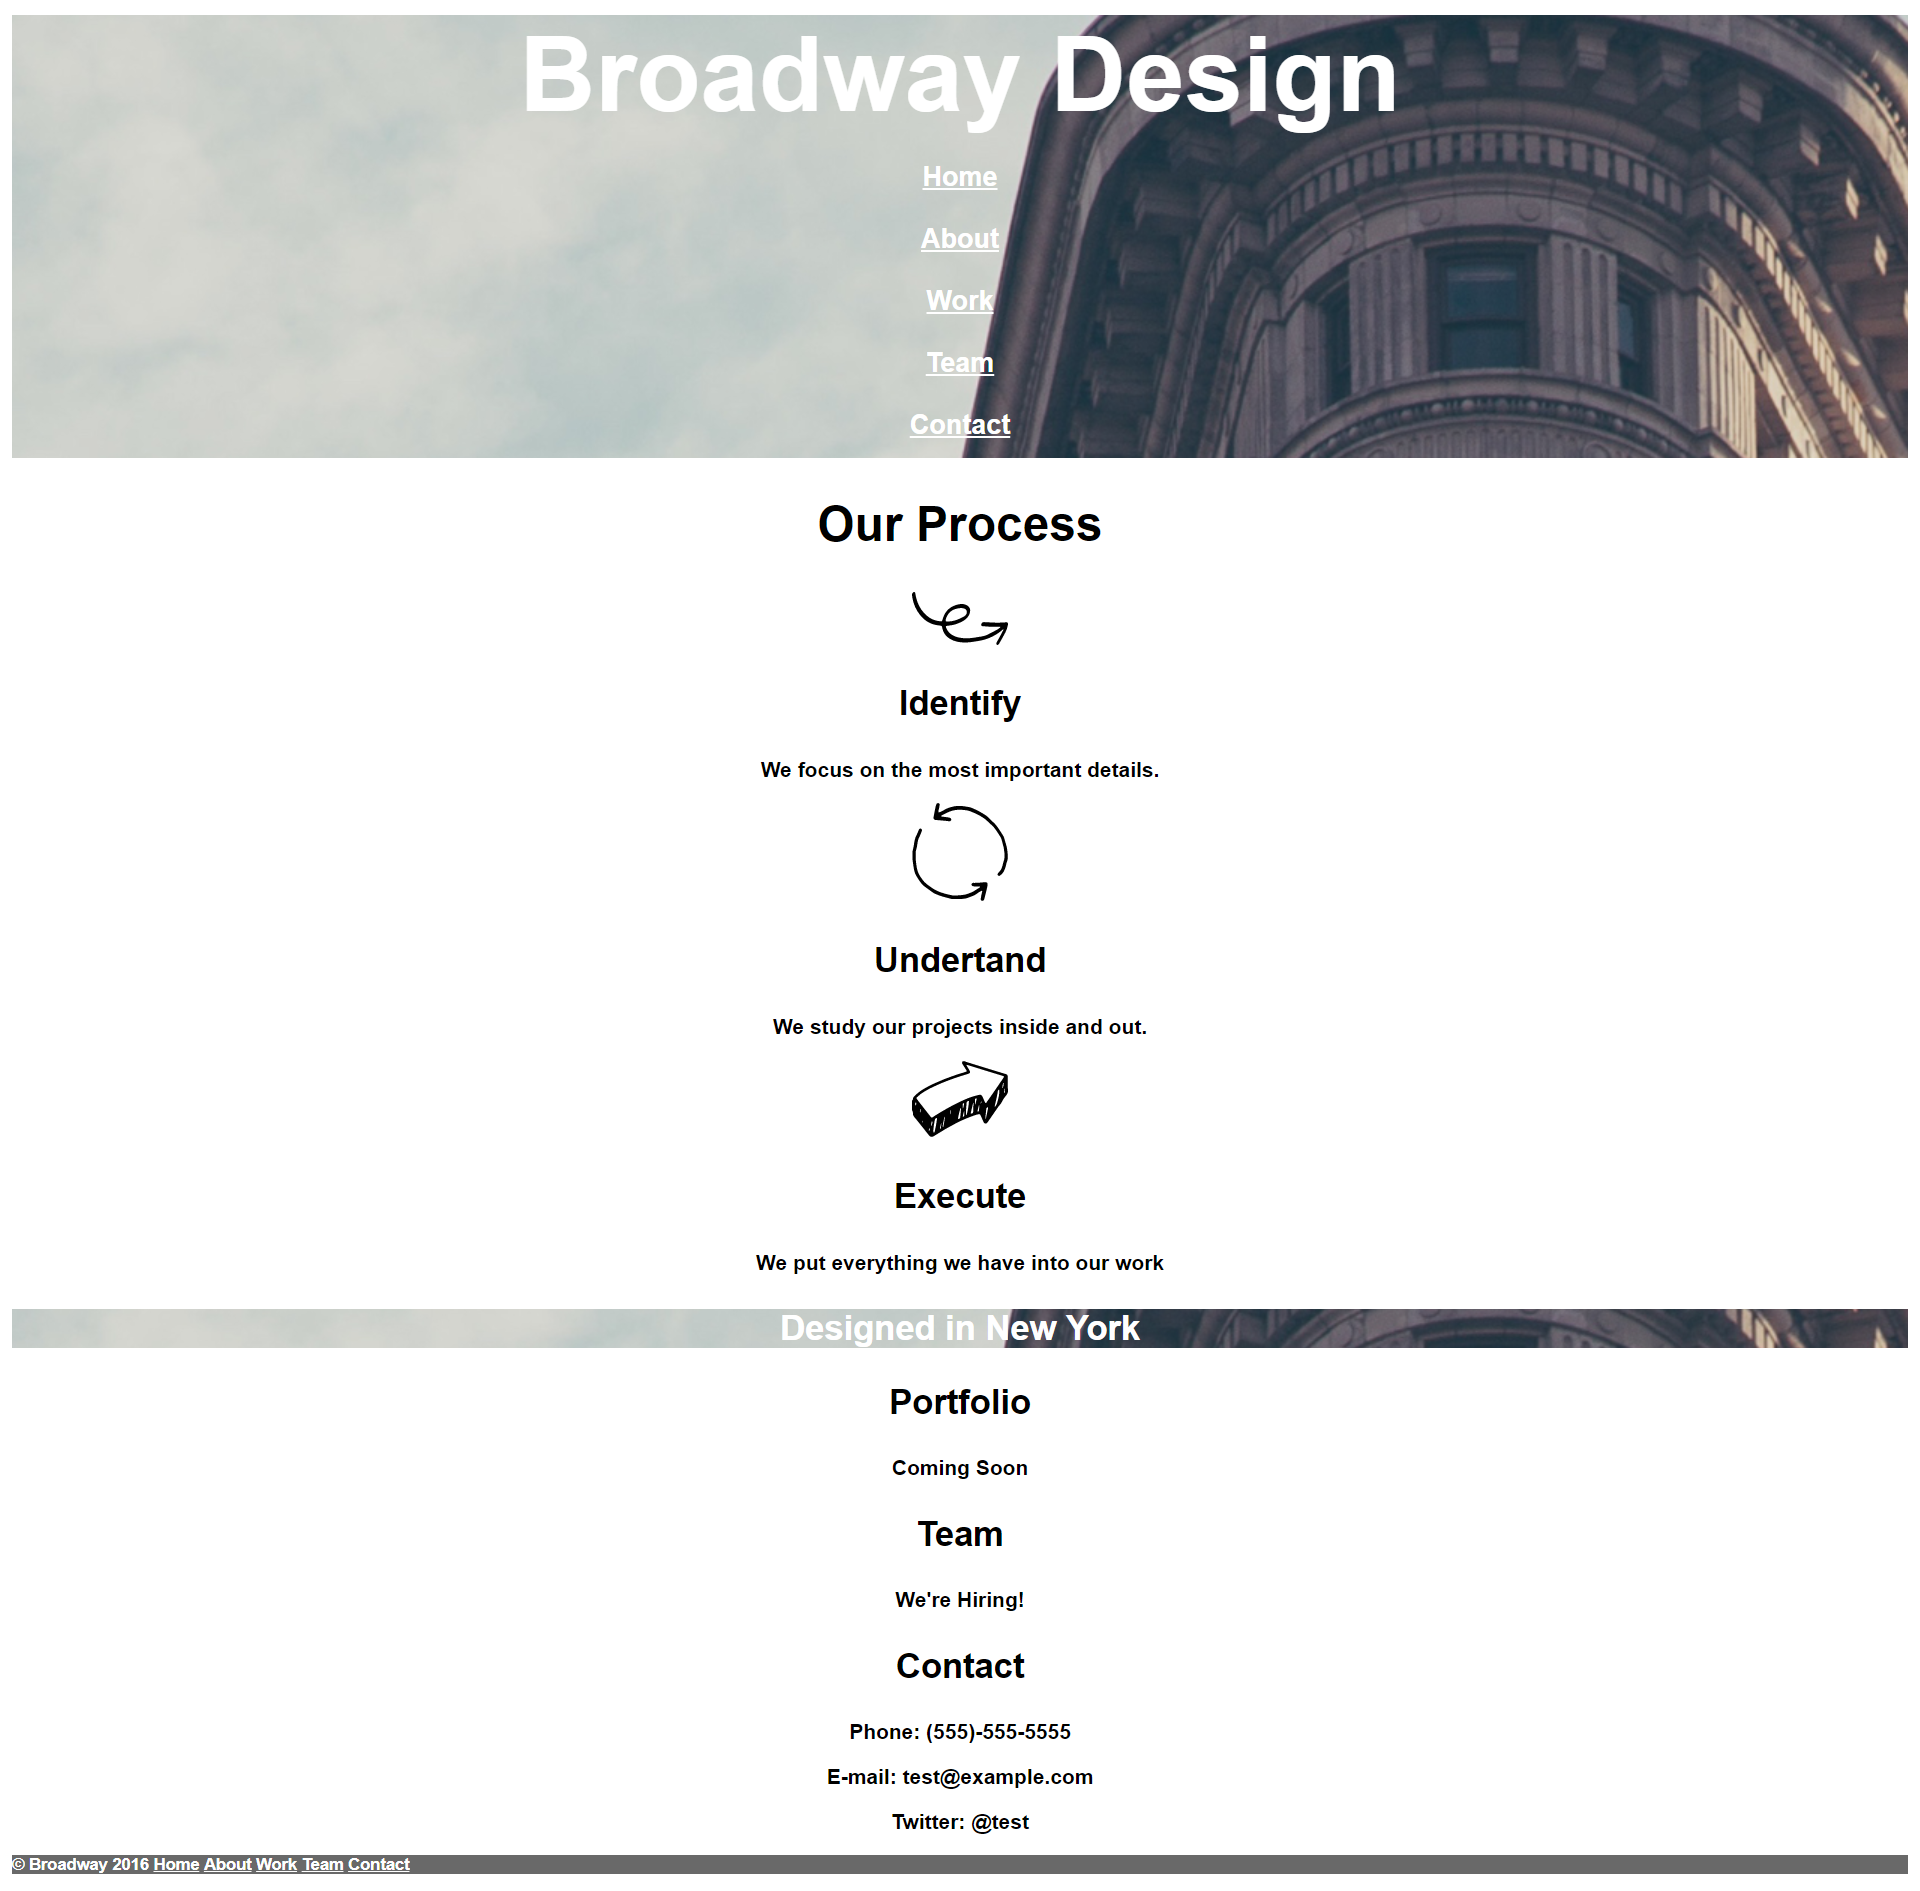 Broadway Design
Home
About
Work
Team
Contact
Our Process
Identify
We focus on the most important details.
Undertand
We study our projects inside and out.
Execute
We put everything we have into our work
Designed in New York
Portfolio
Coming Soon
Team
We're Hiring!
Contact
Phone: (555)-555-5555
E-mail: test@example.com
Twitter: @test
© Broadway 2016 Home About Work Team Contact